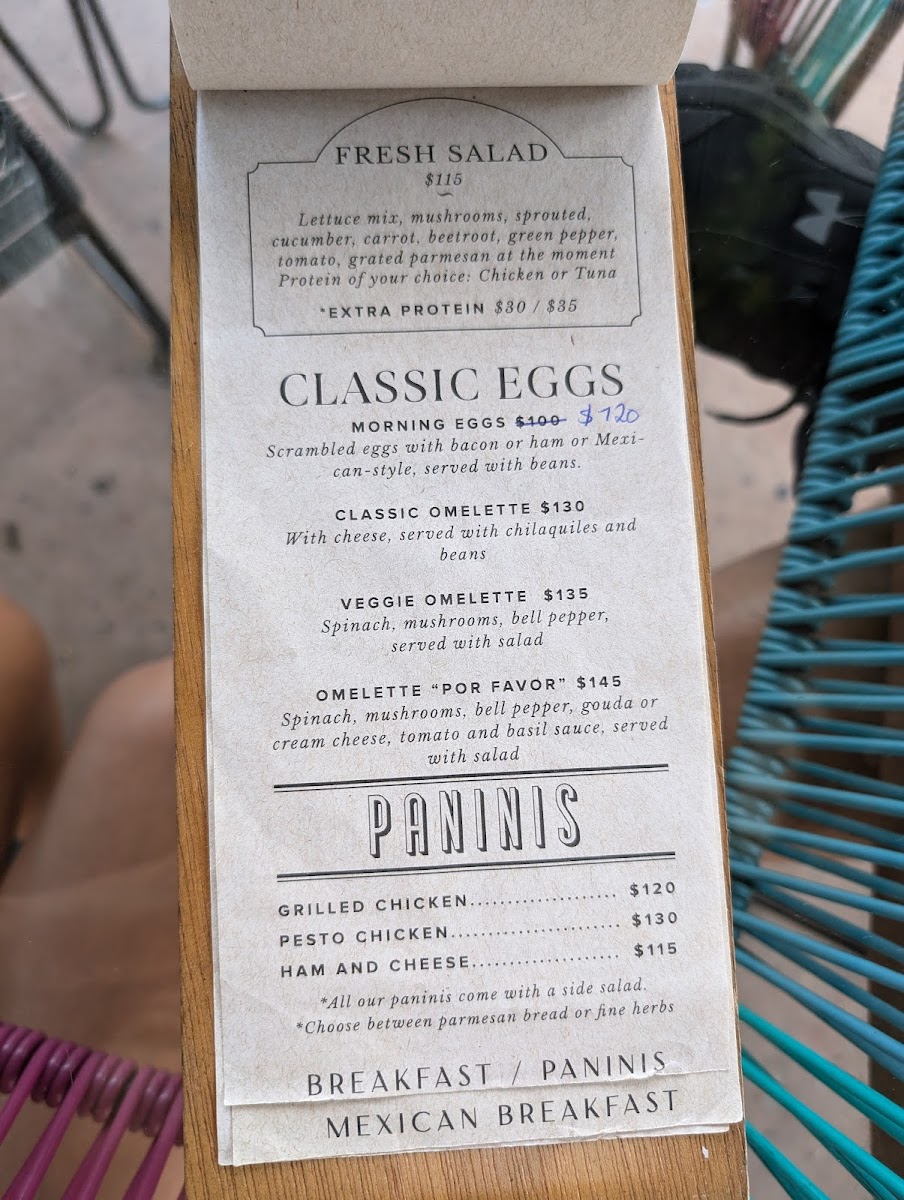 FRESH SALAD
$115
Lettuce mix, mushrooms, sprouted,
cucumber, carrot, beetroot, green pepper,
tomato, grated parmesan at the moment
Protein of your choice: Chicken or Tuna
*EXTRA PROTEIN $30 / $35
CLASSIC EGGS
MORNING EGGS $100 $120
Scrambled eggs with bacon or ham or Mexi-
can-style, served with beans.
CLASSIC OMELETTE $130
With cheese, served with chilaquiles and
beans
VEGGIE OMELETTE $135
Spinach, mushrooms, bell pepper,
served with salad
OMELETTE “POR FAVOR” $145
Spinach, mushrooms, bell pepper, gouda or
cream cheese, tomato and basil sauce, served
with salad
PANINIS
GRILLED CHICKEN.................... $120
PESTO CHICKEN....................... $130
HAM AND CHEESE.................... $115
*All our paninis come with a side salad.
*Choose between parmesan bread or fine herbs
BREAKFAST / PANINIS
MEXICAN BREAKFAST